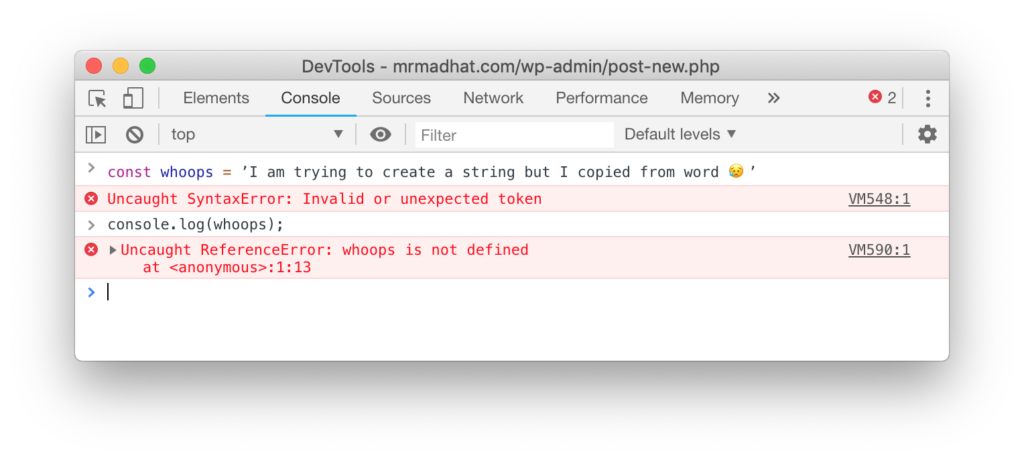 DevTools - mrmadhat.com/wp-admin/post-new.php
Elements Console Sources Network Performance Memory » 2
top ▼ Filter Default levels ▼
> const whoops = ’I am trying to create a string but I copied from word 😥 ’
Uncaught SyntaxError: Invalid or unexpected token VM548:1
> console.log(whoops);
▶Uncaught ReferenceError: whoops is not defined VM590:1
at <anonymous>:1:13
>